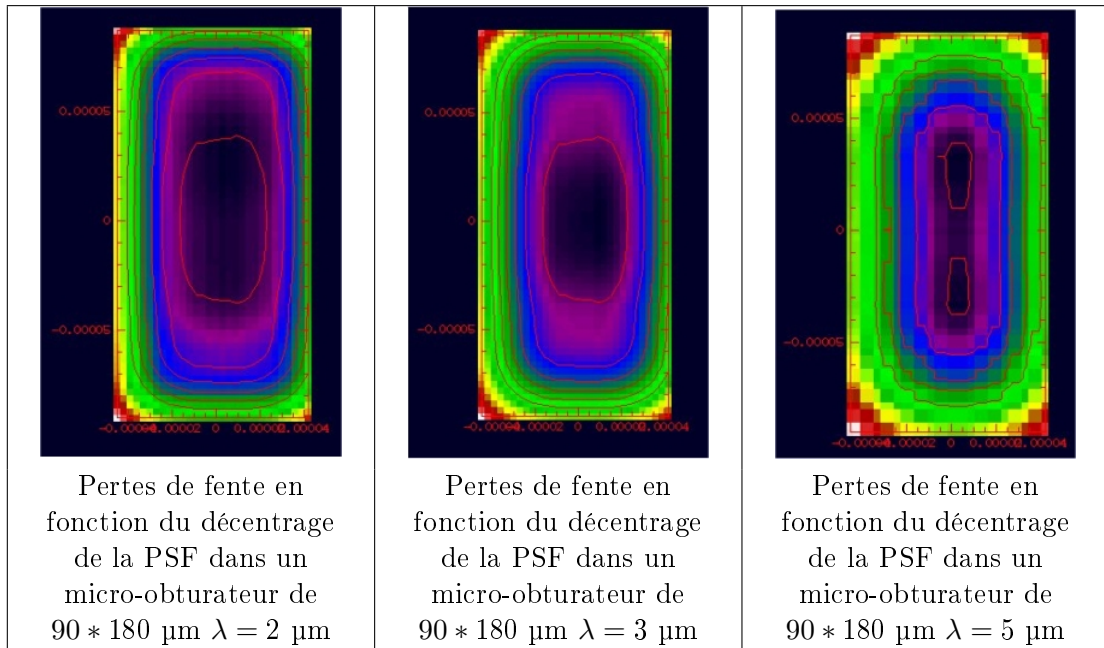 0.00005
0
-0.00005
0
0.00005
0
-0.00005
0
0.00005
0
-0.00005
0
Pertes de fente en
fonction du décentrage
de la PSF dans un
micro-obturateur de
90 * 180 µm λ = 2 µm
Pertes de fente en
fonction du décentrage
de la PSF dans un
micro-obturateur de
90 * 180 µm λ = 3 µm
Pertes de fente en
fonction du décentrage
de la PSF dans un
micro-obturateur de
90 * 180 µm λ = 5 µm